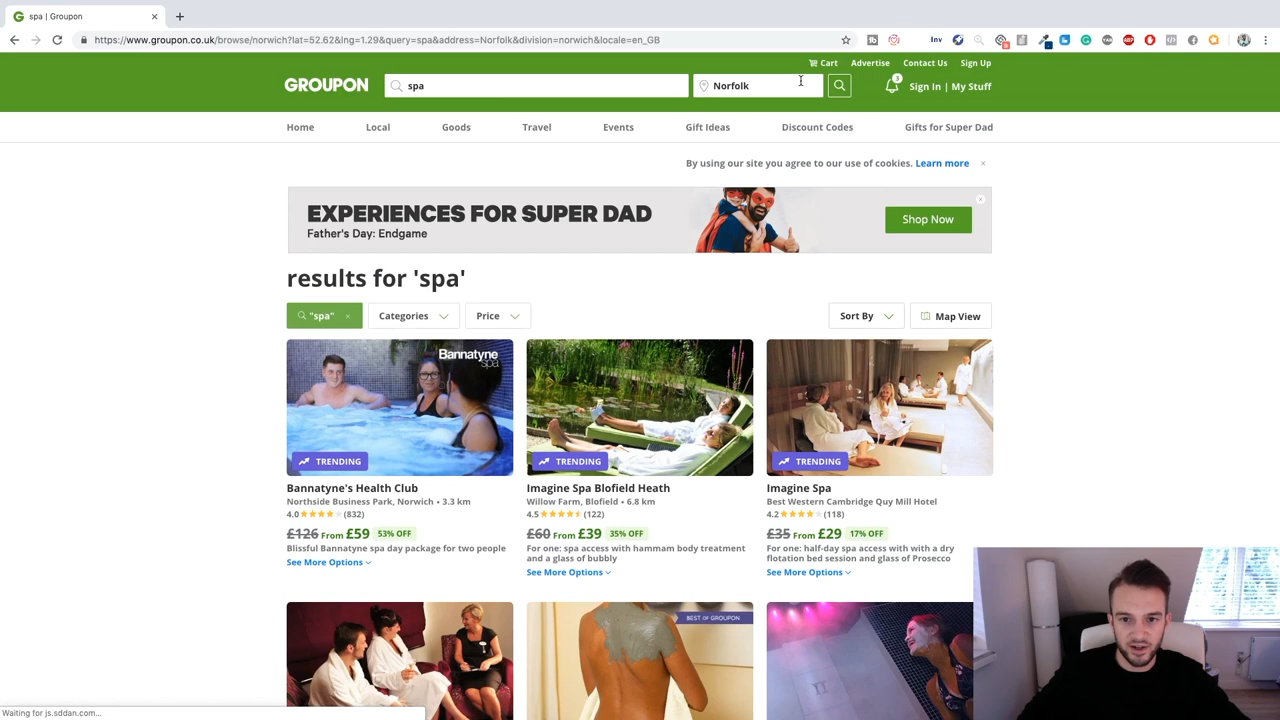 spa | Groupon
https://www.groupon.co.uk/browse/norwich?lat=52.62&lng=1.29&query=spa&address=Norfolk&division=norwich&locale=en_GB
Cart Advertise Contact Us Sign Up
GROUPON spa Norfolk 3 Sign In | My Stuff
Home Local Goods Travel Events Gift Ideas Discount Codes Gifts for Super Dad
By using our site you agree to our use of cookies. Learn more ×
EXPERIENCES FOR SUPER DAD
Father's Day: Endgame
Shop Now
results for 'spa'
"spa" × Categories Price Sort By Map View
Bannatyne
spa
TRENDING TRENDING TRENDING
Bannatyne's Health Club
Northside Business Park, Norwich • 3.3 km
4.0 ★★★★★ (832)
£126 From £59 53% OFF
Blissful Bannatyne spa day package for two people
See More Options
Imagine Spa Blofield Heath
Willow Farm, Blofield • 6.8 km
4.5 ★★★★★ (122)
£60 From £39 35% OFF
For one: spa access with hammam body treatment
and a glass of bubbly
See More Options
Imagine Spa
Best Western Cambridge Quy Mill Hotel
4.2 ★★★★★ (118)
£35 From £29 17% OFF
For one: half-day spa access with with a dry
flotation bed session and glass of Prosecco
See More Options
BEST OF GROUPON
Waiting for js.sddan.com...